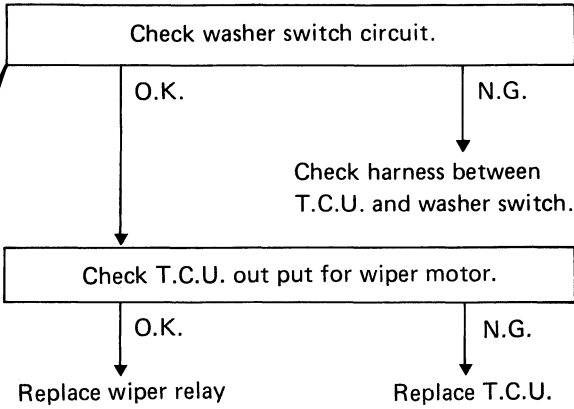 Check washer switch circuit.
O.K.
N.G.
Check harness between
T.C.U. and washer switch.
Check T.C.U. out put for wiper motor.
O.K.
N.G.
Replace wiper relay
Replace T.C.U.